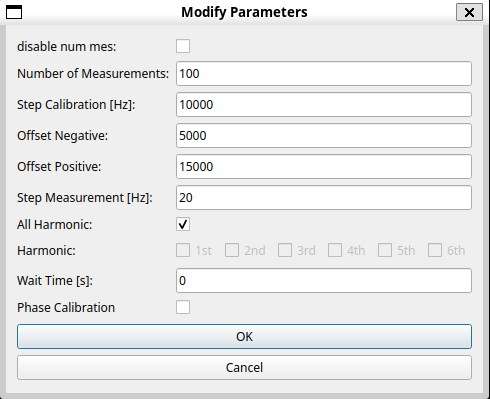 Modify Parameters
disable num mes:
Number of Measurements: 100
Step Calibration [Hz]: 10000
Offset Negative: 5000
Offset Positive: 15000
Step Measurement [Hz]: 20
All Harmonic:
Harmonic: 1st 2nd 3rd 4th 5th 6th
Wait Time [s]: 0
Phase Calibration
OK
Cancel